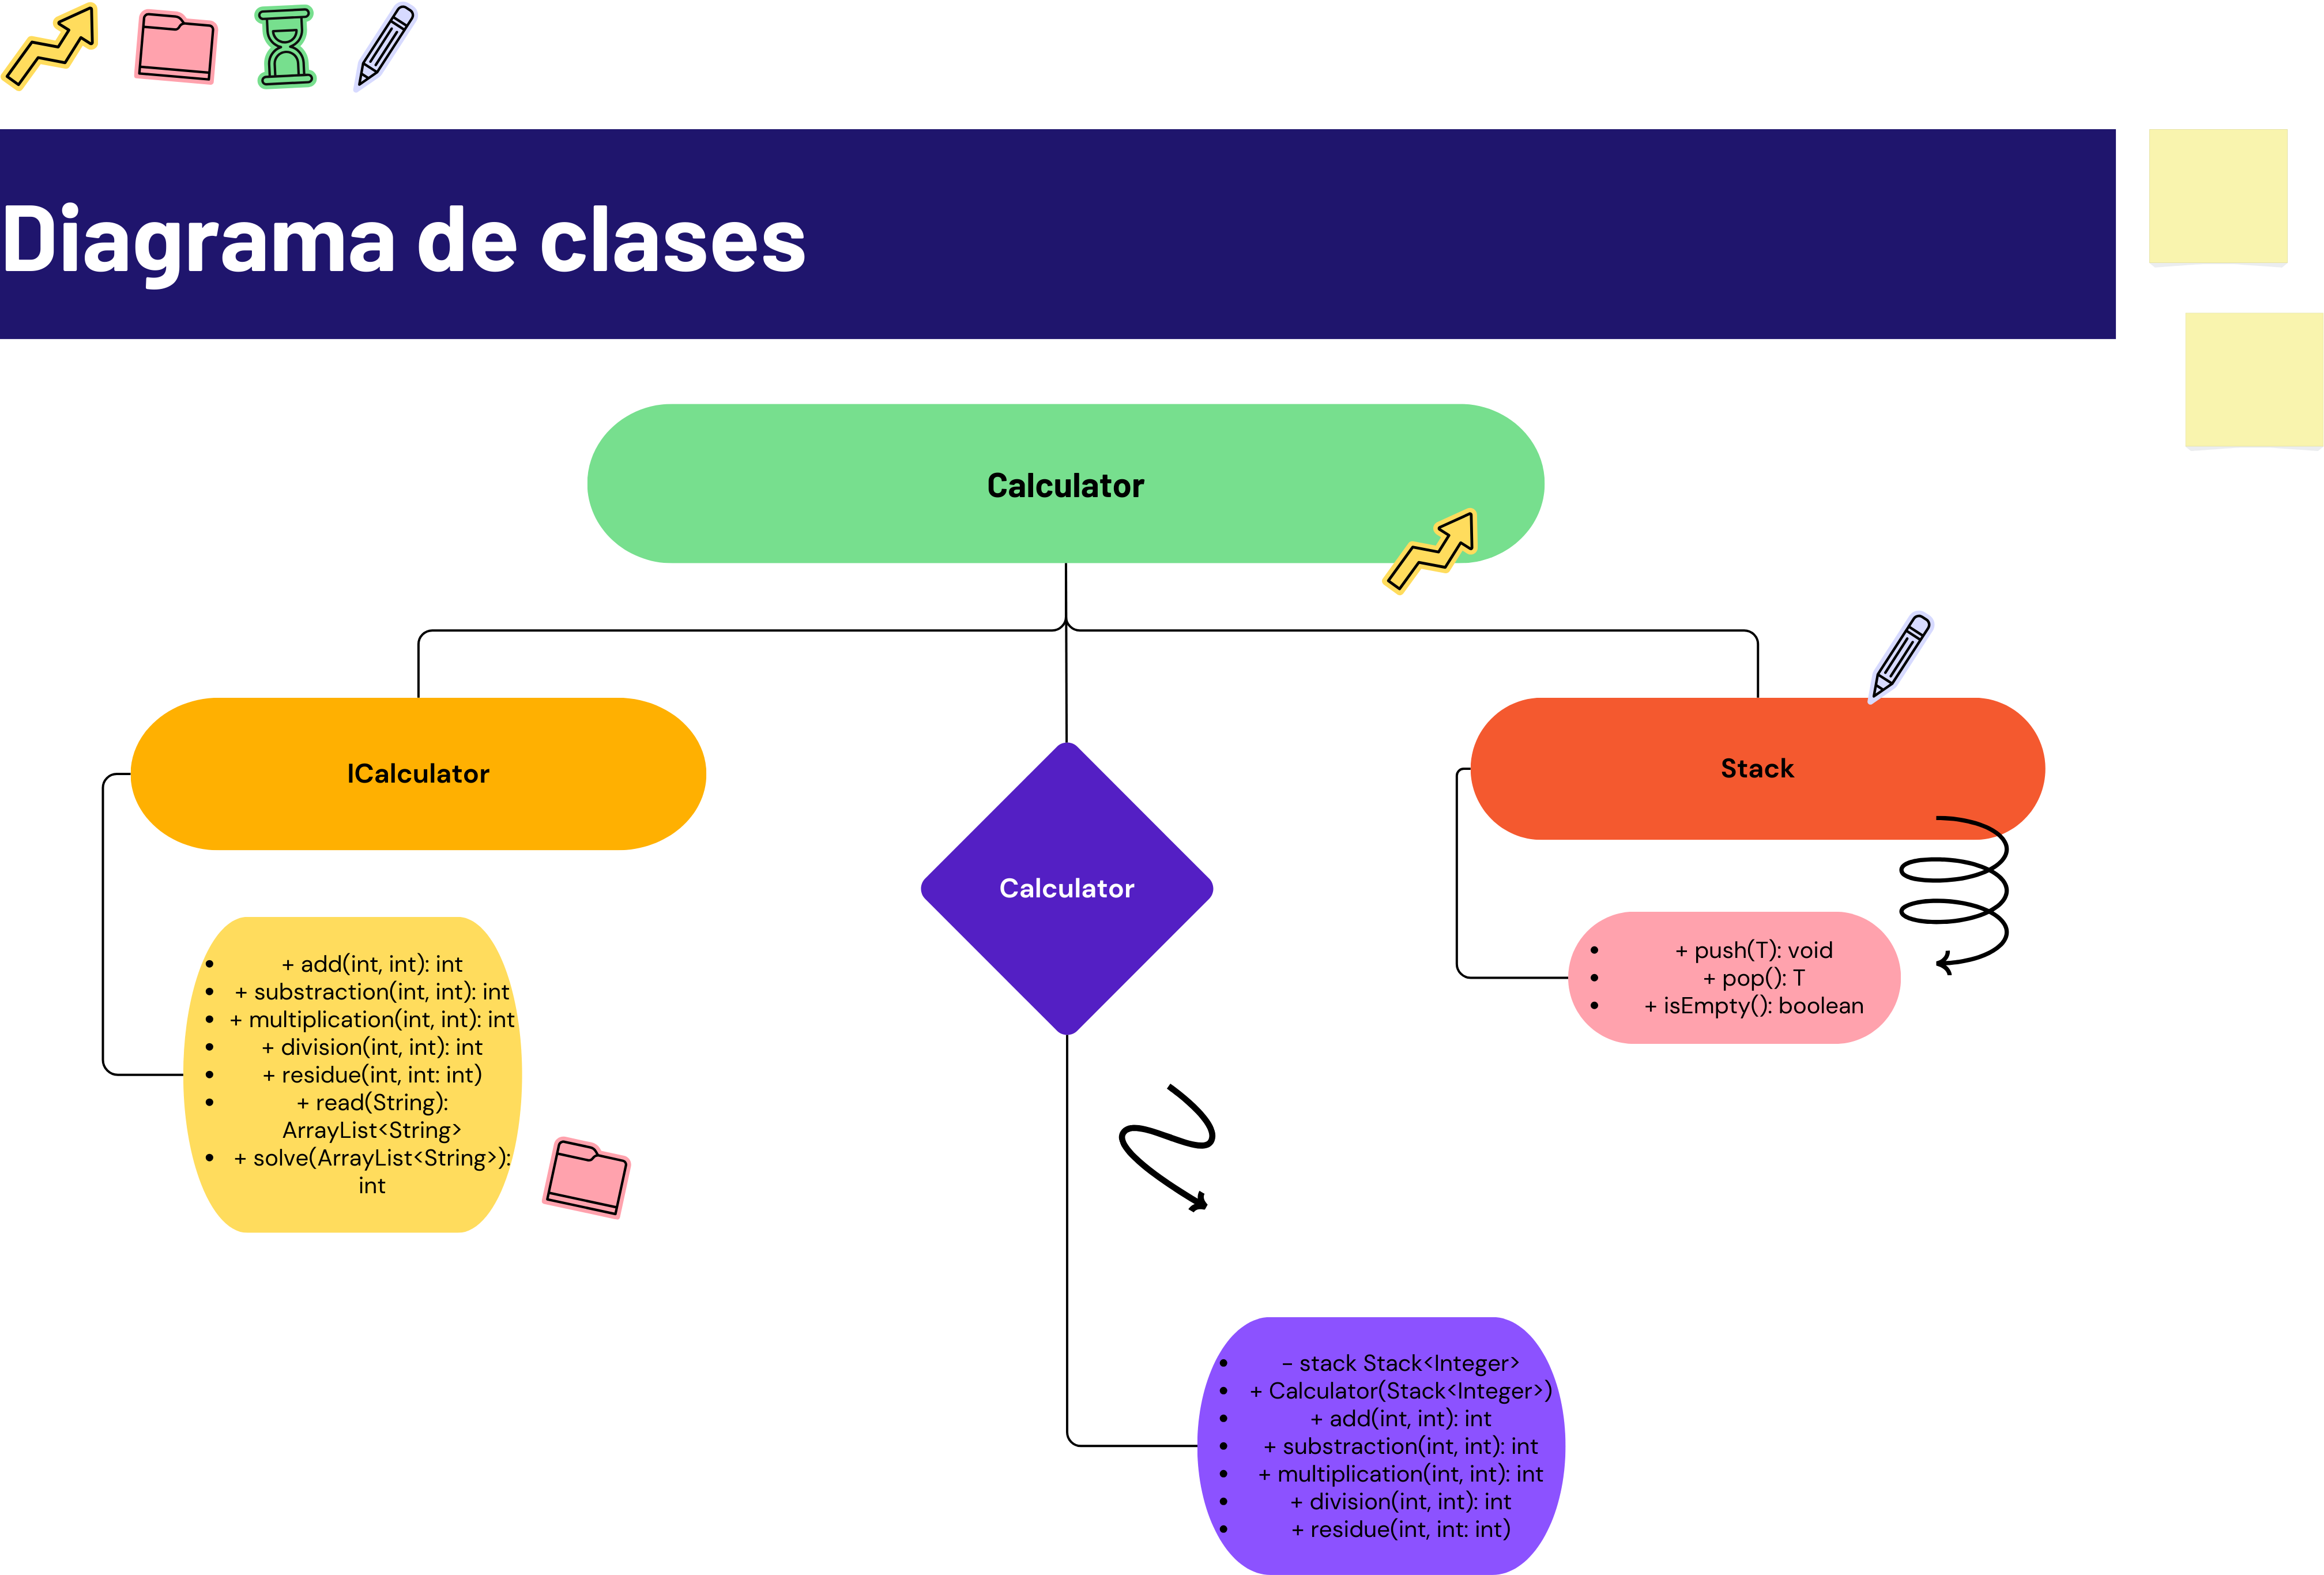 Diagrama de clases
Calculator
ICalculator
Calculator
Stack
• + add(int, int): int
• + substraction(int, int): int
• + multiplication(int, int): int
• + division(int, int): int
• + residue(int, int: int)
• + read(String):
ArrayList<String>
• + solve(ArrayList<String>):
int
• + push(T): void
• + pop(): T
• + isEmpty(): boolean
• - stack Stack<Integer>
• + Calculator(Stack<Integer>)
• + add(int, int): int
• + substraction(int, int): int
• + multiplication(int, int): int
• + division(int, int): int
• + residue(int, int: int)